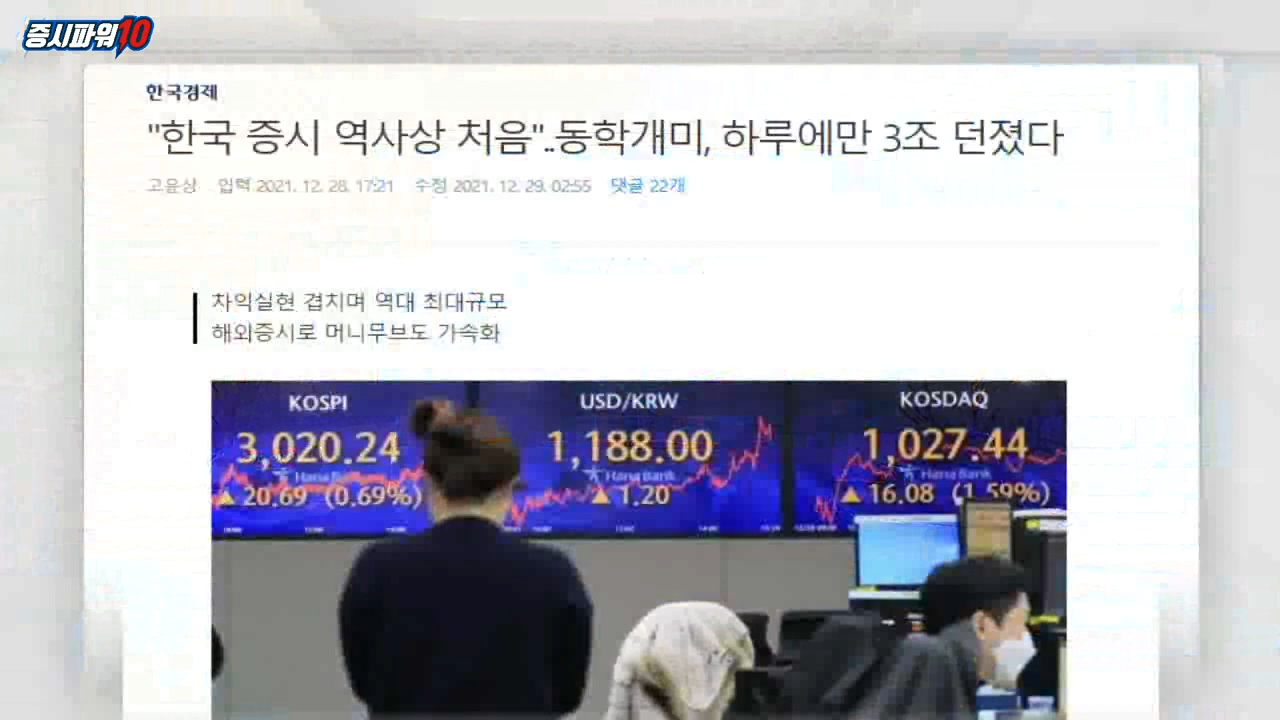 증시파워10
한국경제
"한국 증시 역사상 처음"..동학개미, 하루에만 3조 던졌다
고윤상 입력 2021. 12. 28. 17:21 수정 2021. 12. 29. 02:55 댓글 22개
차익실현 겹치며 역대 최대규모
해외증시로 머니무브도 가속화
KOSPI USD/KRW KOSDAQ
3,020.24 1,188.00 1,027.44
Hana Bank Hana Bank
▲ 20.69 (0.69%) ▲ 1.20 ▲ 16.08 (1.59%)